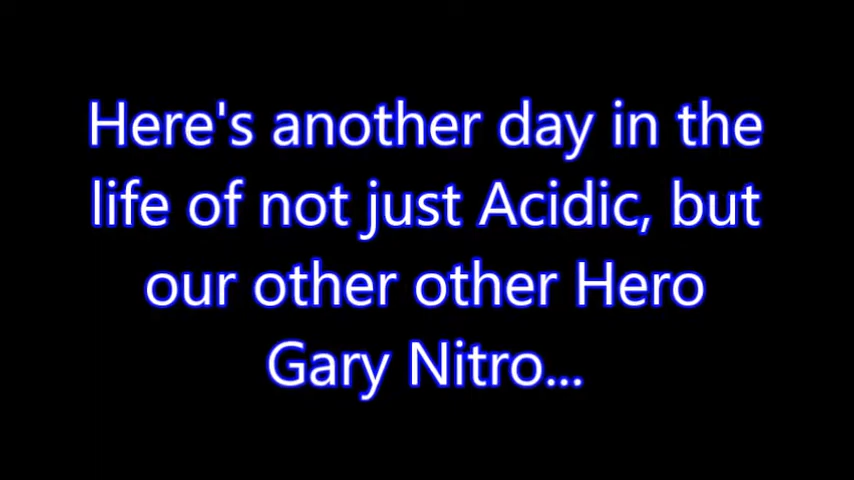 Here's another day in the
life of not just Acidic, but
our other other Hero
Gary Nitro...